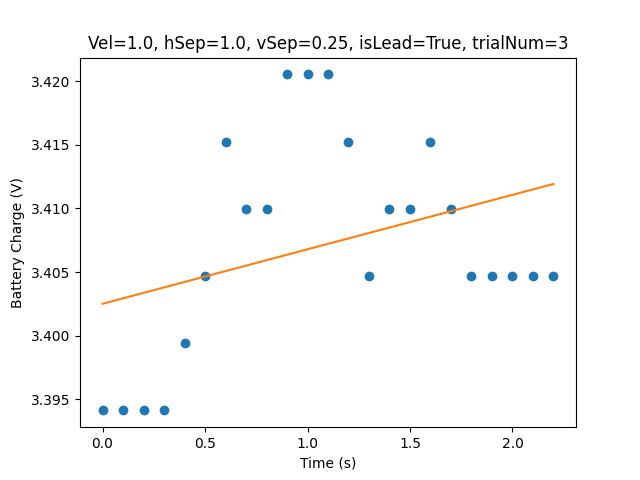 Vel=1.0, hSep=1.0, vSep=0.25, isLead=True, trialNum=3
3.420
3.415
3.410
3.405
3.400
3.395
Battery Charge (V)
0.0 0.5 1.0 1.5 2.0
Time (s)